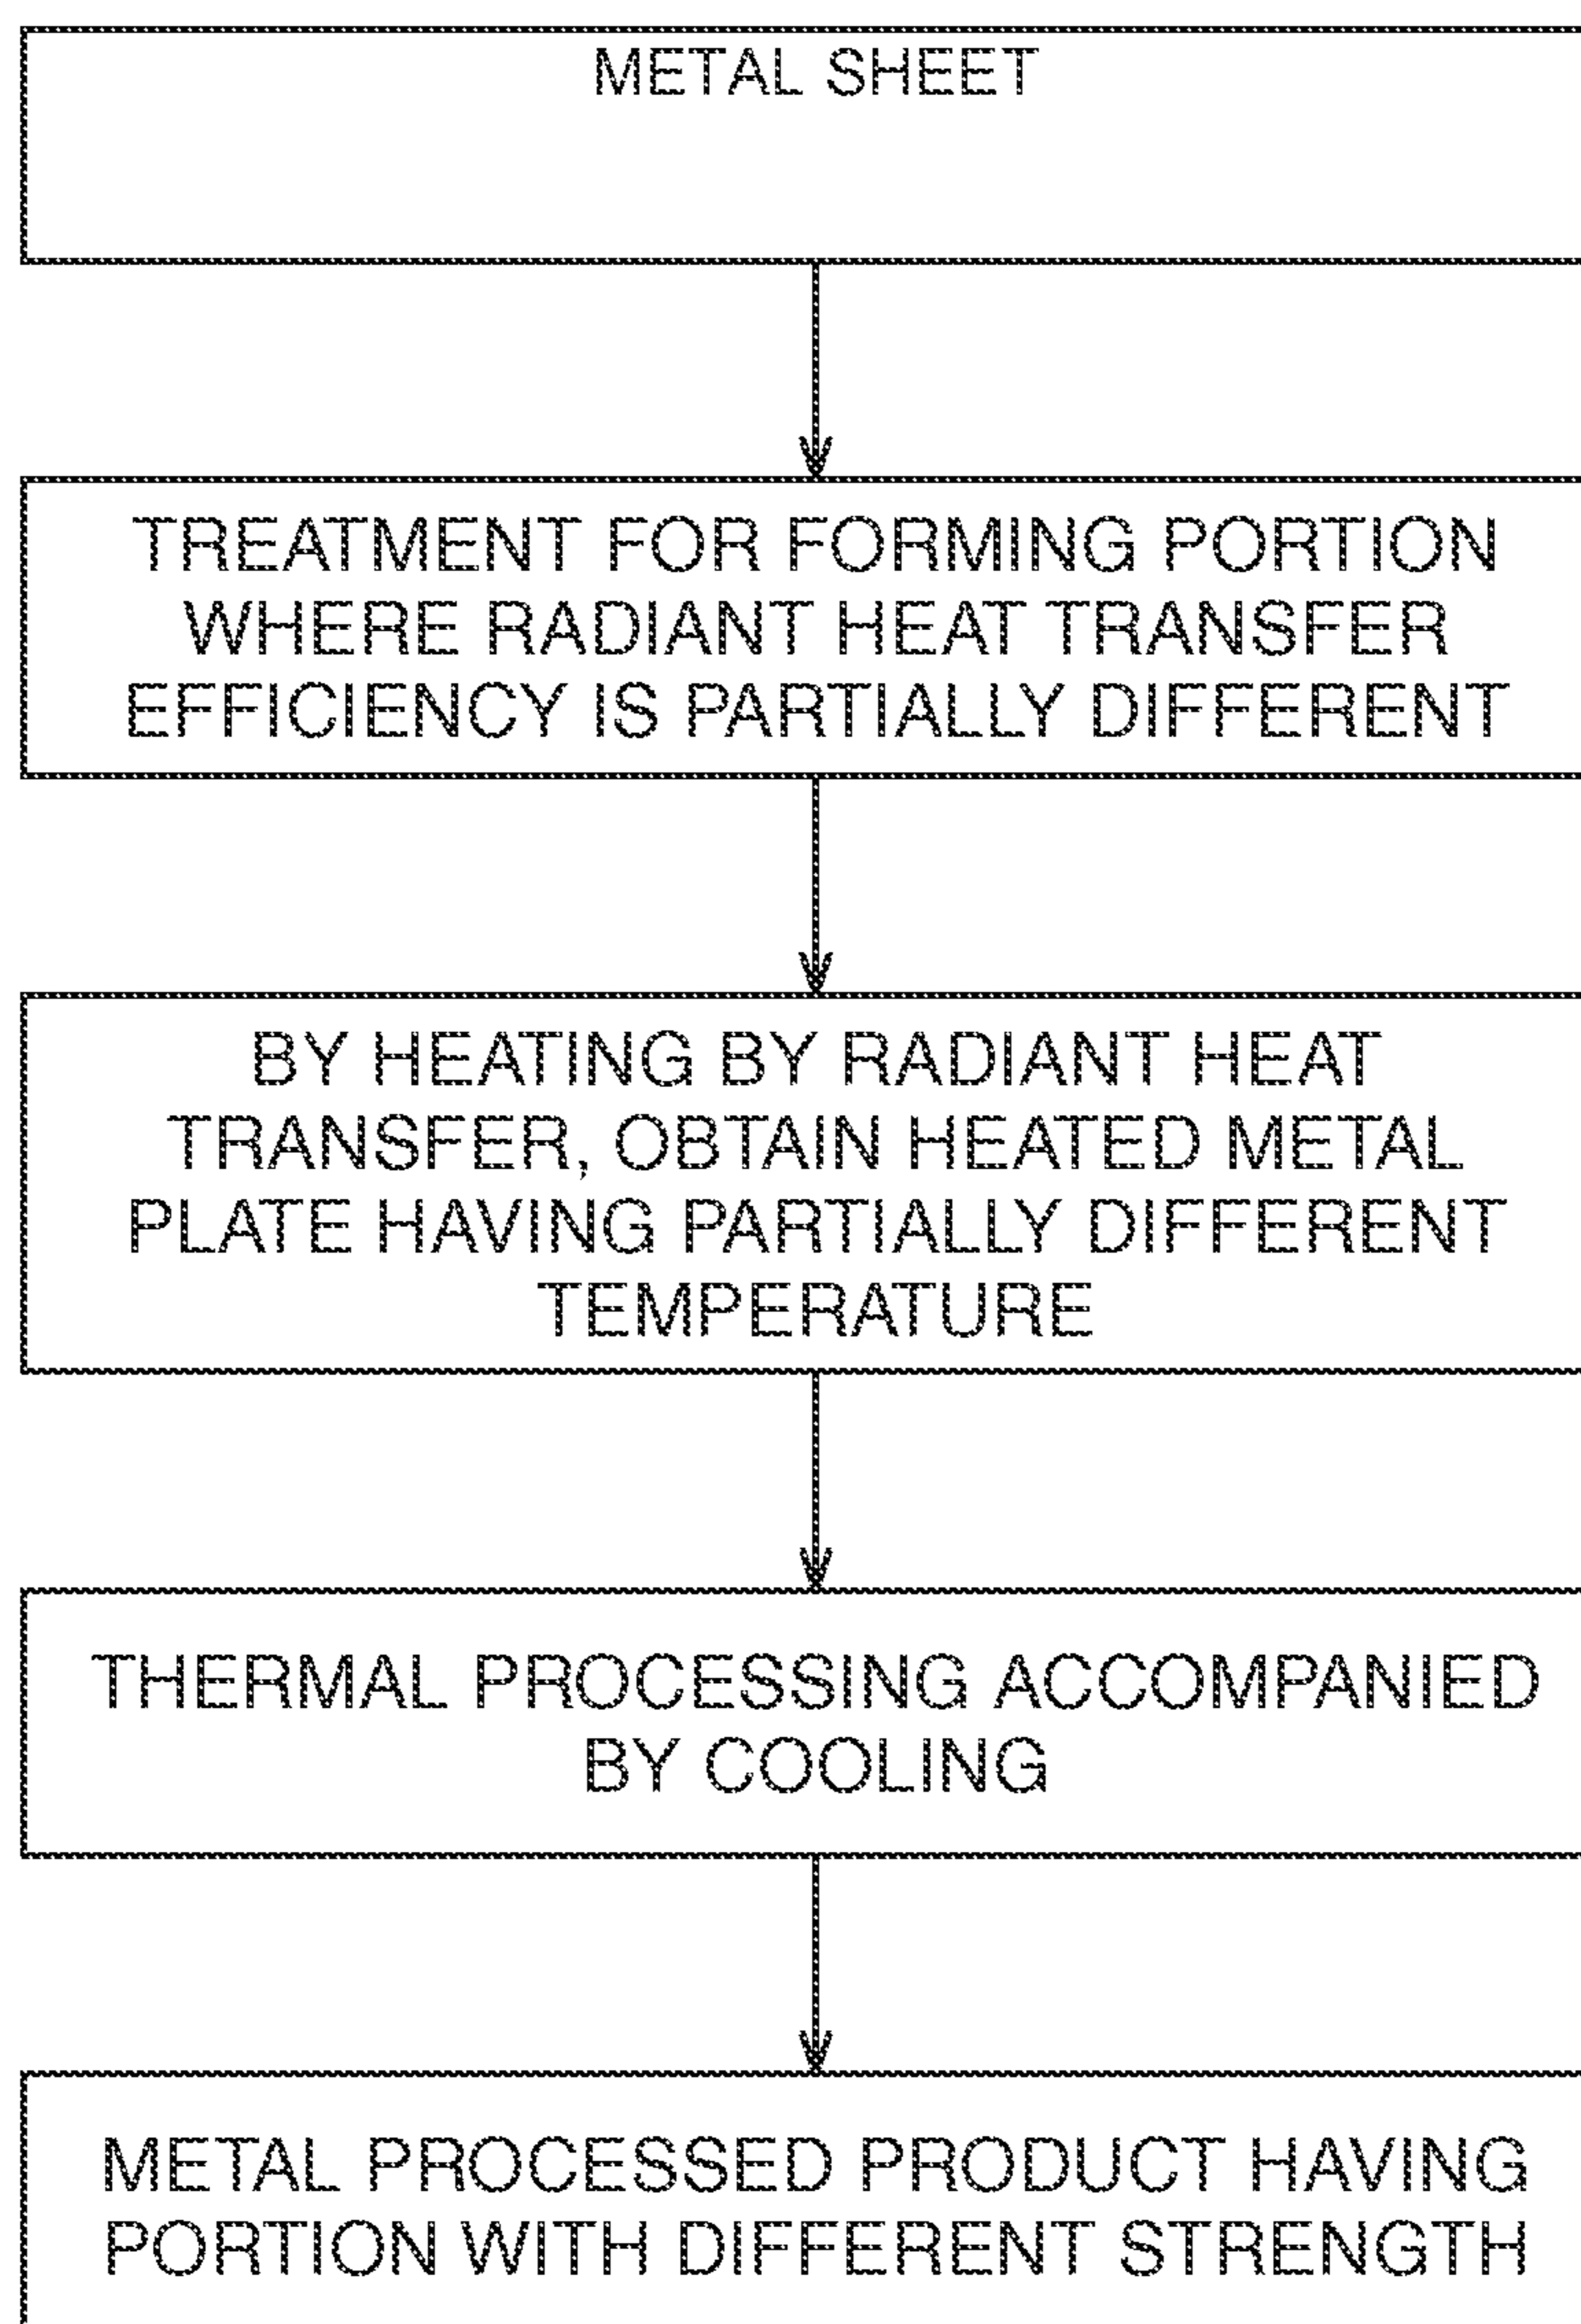 METAL SHEET
TREATMENT FOR FORMING PORTION
WHERE RADIANT HEAT TRANSFER
EFFICIENCY IS PARTIALLY DIFFERENT
BY HEATING BY RADIANT HEAT
TRANSFER, OBTAIN HEATED METAL
PLATE HAVING PARTIALLY DIFFERENT
TEMPERATURE
THERMAL PROCESSING ACCOMPANIED
BY COOLING
METAL PROCESSED PRODUCT HAVING
PORTION WITH DIFFERENT STRENGTH